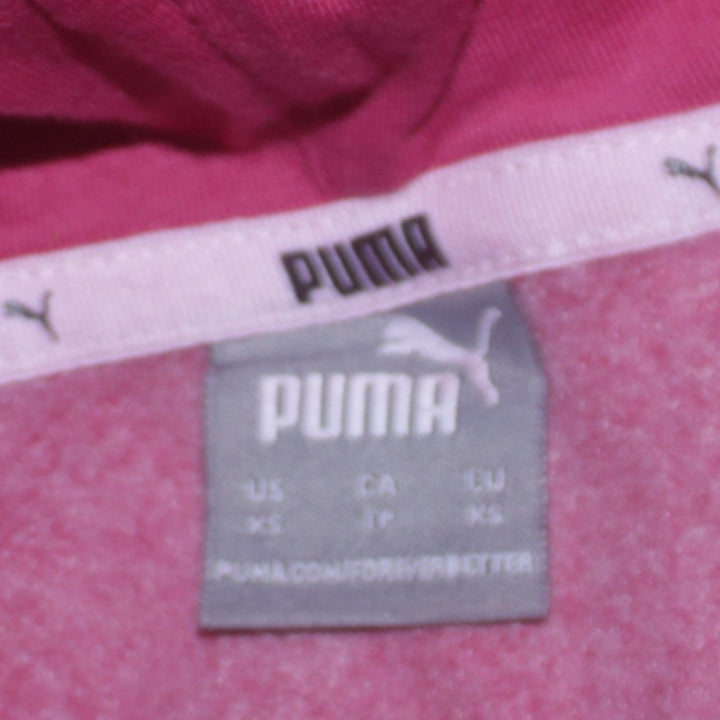 PUMA
PUMA
US CA EU
XS TP XS
PUMA.COM/FOREVERBETTER